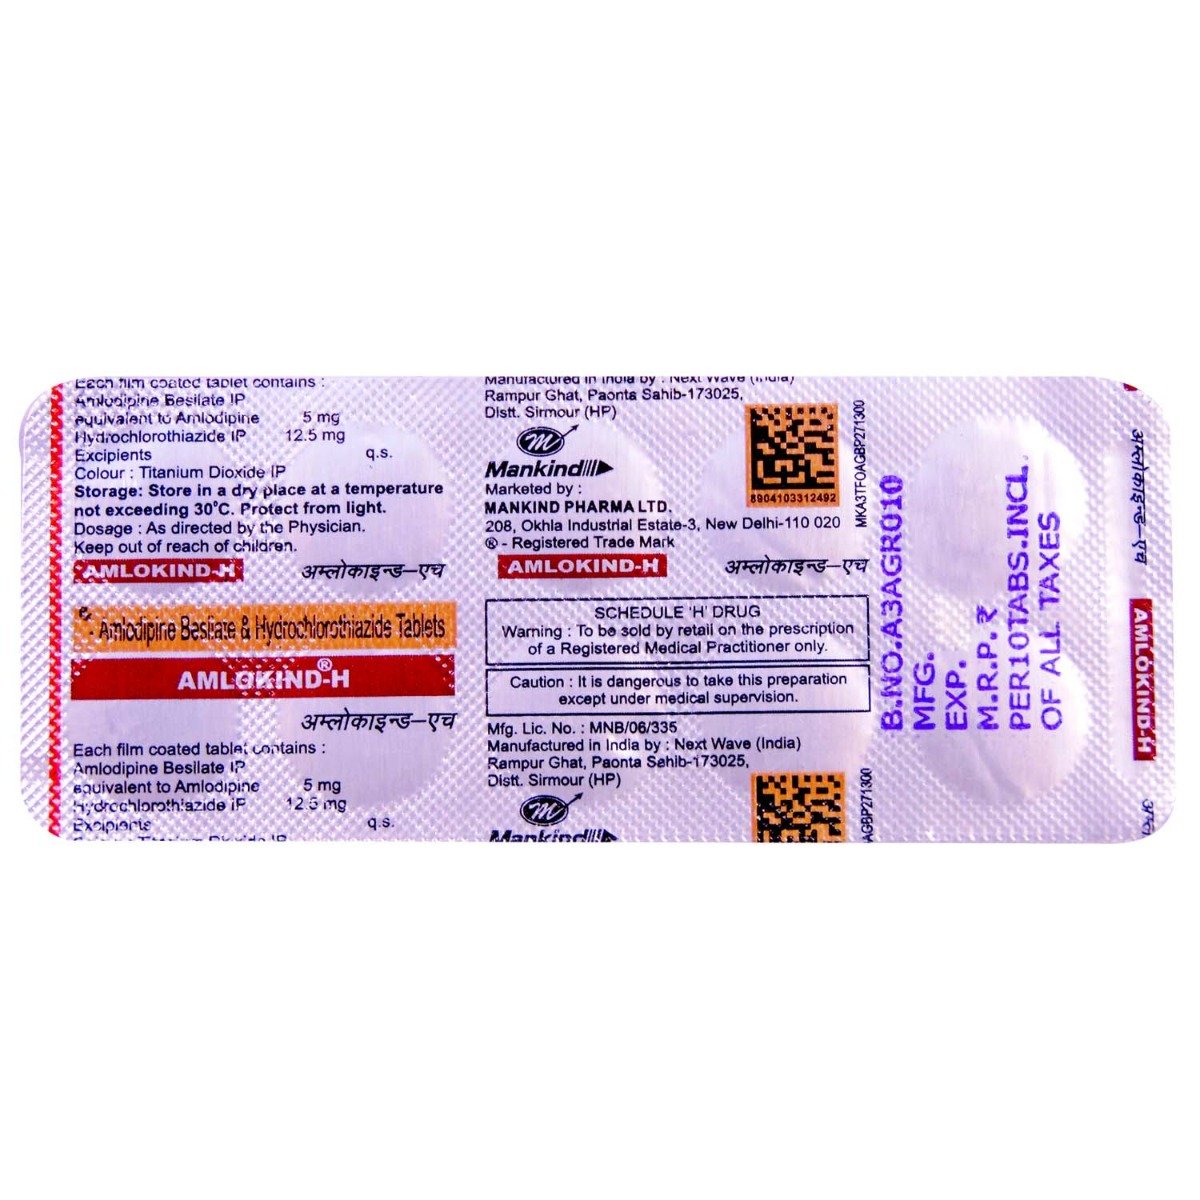 Each film coated tablet contains :
Amlodipine Besilate IP
equivalent to Amlodipine 5 mg
Hydrochlorothiazide IP 12.5 mg
Excipients q.s.
Colour : Titanium Dioxide IP
Storage: Store in a dry place at a temperature
not exceeding 30°C. Protect from light.
Dosage : As directed by the Physician.
Keep out of reach of children.
AMLOKIND-H अम्लोकाइन्ड–एच
Amlodipine Besilate & Hydrochlorothiazide Tablets
AMLOKIND®-H
अम्लोकाइन्ड–एच
Each film coated tablet contains :
Amlodipine Besilate IP
equivalent to Amlodipine 5 mg
Hydrochlorothiazide IP 12.5 mg
Excipients q.s.
Titanium Dioxide IP
Manufactured in India by : Next Wave (India)
Rampur Ghat, Paonta Sahib-173025,
Distt. Sirmour (HP)
m
Mankind
Marketed by :
MANKIND PHARMA LTD.
208, Okhla Industrial Estate-3, New Delhi-110 020
® - Registered Trade Mark
8904103312492
MKA3TFOAGBP271300
AMLOKIND-H अम्लोकाइन्ड–एच
SCHEDULE 'H' DRUG
Warning : To be sold by retail on the prescription
of a Registered Medical Practitioner only.
Caution : It is dangerous to take this preparation
except under medical supervision.
Mfg. Lic. No. : MNB/06/335
Manufactured in India by : Next Wave (India)
Rampur Ghat, Paonta Sahib-173025,
Distt. Sirmour (HP)
m
Mankind
AGBP271300
B.NO.A3AGR010
MFG.
EXP.
M.R.P.₹
PER10TABS.INCL.
OF ALL TAXES
अम्लोकाइन्ड–एच
AMLOKIND-H